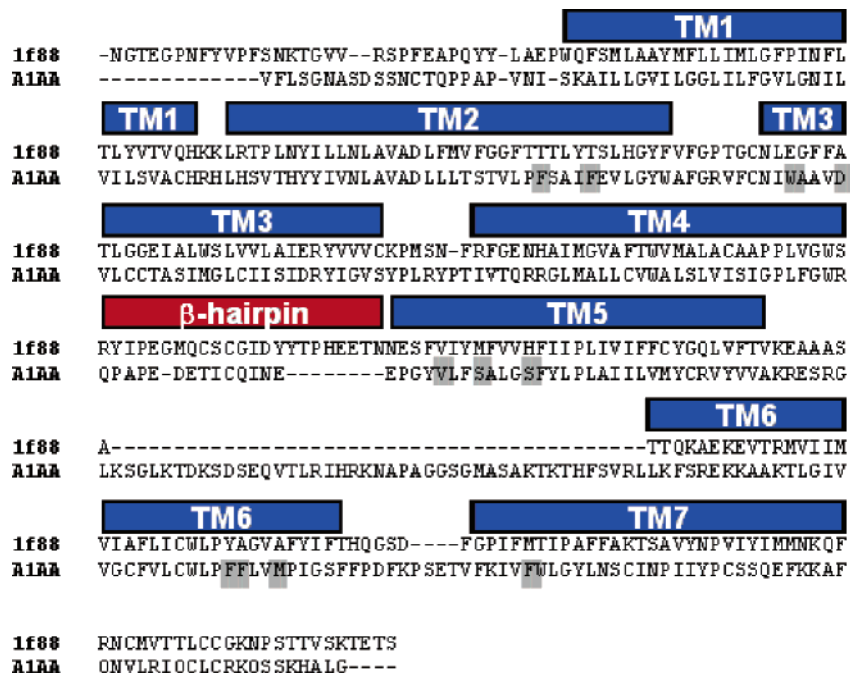 TM1
1f88 -NGTEGPNFYVPFSNKTGVV--RSPFEAPQYY-LAEPWQFSMLAAYMFLLIMLGFPINFL
A1AA -------------VFLSGNASDSSNCTQPPAP-VNI-SKAILLGVILGGLILFGVLGNIL
TM1 TM2 TM3
1f88 TLYVTVQHKKLRTPLNYILLNLAVADLFMVFGGFTTTLYTSLHGYFVFGPTGCNLEGFFA
A1AA VILSVACHRHLHSVTHYYIVNLAVADLLLTSTVLPFSAIFEVLGYWAFGRVFCNIWAAVD
TM3 TM4
1f88 TLGGEIALWSLVVLAIERYVVVCKPMSN-FRFGENHAIMGVAFTWVMALACAAPPLVGWS
A1AA VLCCTASIMGLCIISIDRYIGVSYPLRYPTIVTQRRGLMALLCVWALSLVISIGPLFGWR
β-hairpin TM5
1f88 RYIPEGMQCSCGIDYYTPHEETNNESFVIYMFVVHFIIPLIVIFFCYGQLVFTVKEAAAS
A1AA QPAPE-DETICQINE--------EPGYVLFSALGSFYLPLAIILVMYCRVYVVAKRESRG
TM6
1f88 A-------------------------------------------TTQKAEKEVTRMVIIM
A1AA LKSGLKTDKSDSEQVTLRIHRKNAPAGGSGMASAKTKTHFSVRLLKFSREKKAAKTLGIV
TM6 TM7
1f88 VIAFLICWLPYAGVAFYIFTHQGSD----FGPIFMTIPAFFAKTSAVYNPVIYIMMNKQF
A1AA VGCFVLCWLPFFLVMPIGSFFPDFKPSETVFKIVFWLGYLNSCINPIIYPCSSQEFKKAF
1f88 RNCMVTTLCCGKNPSTTVSKTETS
A1AA QNVLRIQCLCRKQSSKHALG----